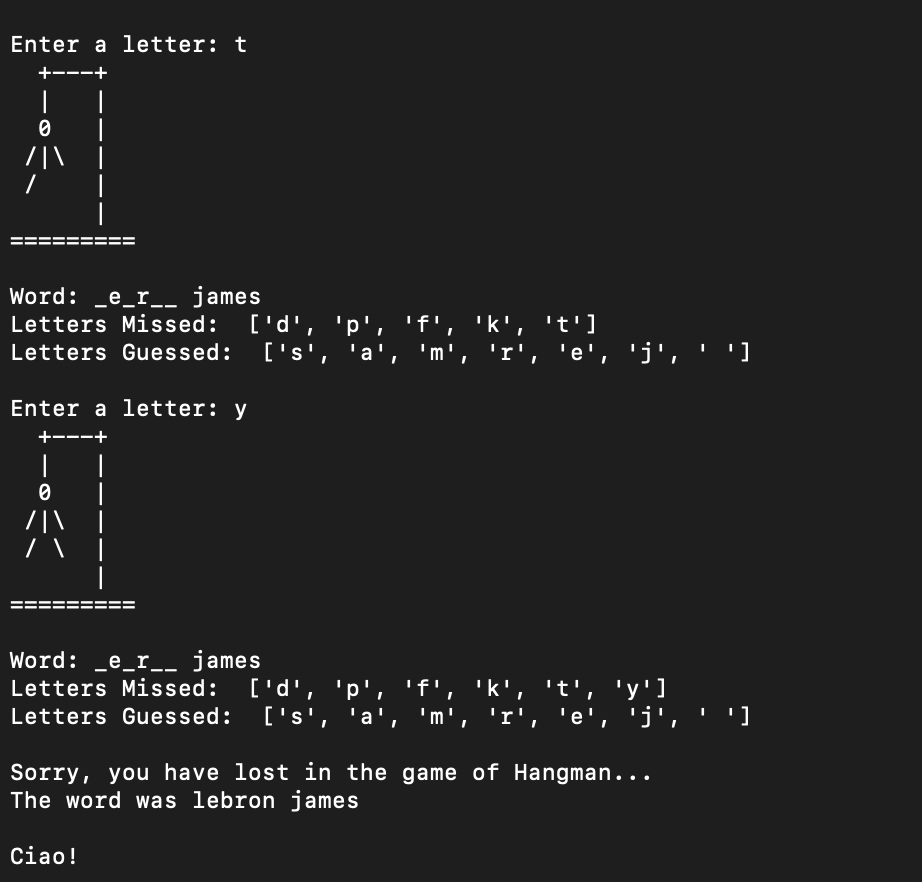 Enter a letter: t
  +---+
  |   |
  0   |
 /|\  |
 /    |
      |
=========

Word: _e_r__ james
Letters Missed:  ['d', 'p', 'f', 'k', 't']
Letters Guessed:  ['s', 'a', 'm', 'r', 'e', 'j', ' ']

Enter a letter: y
  +---+
  |   |
  0   |
 /|\  |
 / \  |
      |
=========

Word: _e_r__ james
Letters Missed:  ['d', 'p', 'f', 'k', 't', 'y']
Letters Guessed:  ['s', 'a', 'm', 'r', 'e', 'j', ' ']

Sorry, you have lost in the game of Hangman...
The word was lebron james

Ciao!